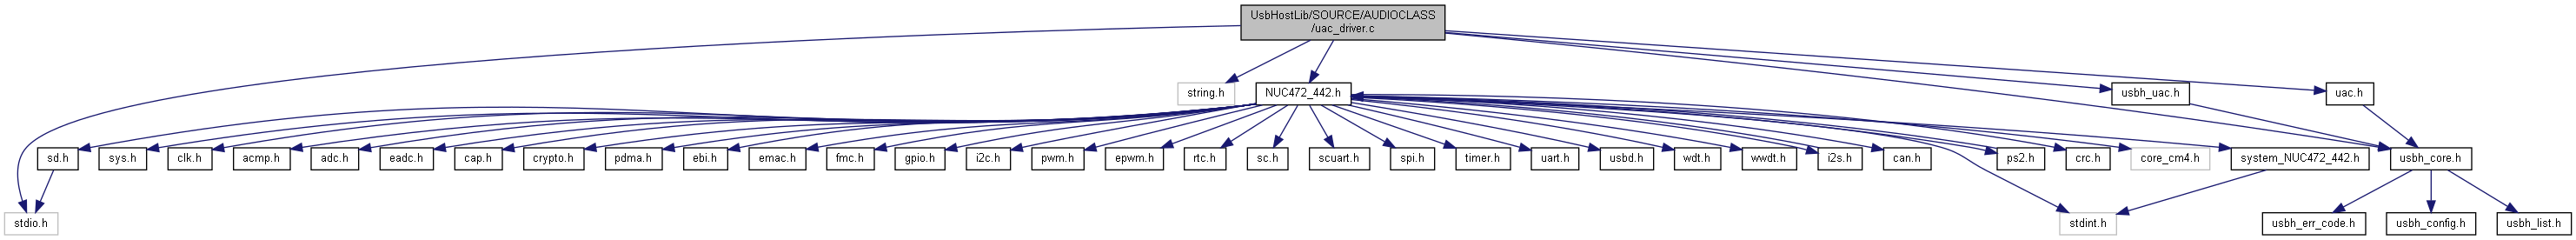 UsbHostLib/SOURCE/AUDIOCLASS
/uac_driver.c
string.h
NUC472_442.h
usbh_uac.h
uac.h
sd.h
sys.h
clk.h
acmp.h
adc.h
eadc.h
cap.h
crypto.h
pdma.h
ebi.h
emac.h
fmc.h
gpio.h
i2c.h
pwm.h
epwm.h
rtc.h
sc.h
scuart.h
spi.h
timer.h
uart.h
usbd.h
wdt.h
wwdt.h
i2s.h
can.h
ps2.h
crc.h
core_cm4.h
system_NUC472_442.h
usbh_core.h
stdio.h
stdint.h
usbh_err_code.h
usbh_config.h
usbh_list.h